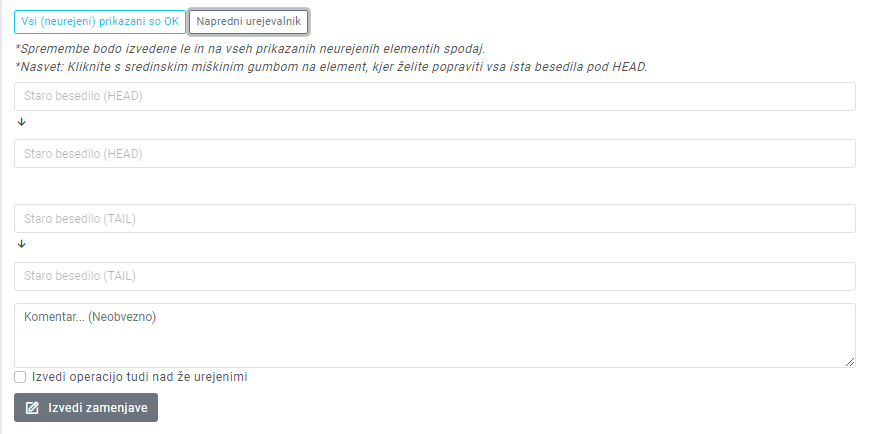 Vsi (neurejeni) prikazani so OK Napredni urejevalnik
*Spremembe bodo izvedene le in na vseh prikazanih neurejenih elementih spodaj.
*Nasvet: Kliknite s sredinskim miškinim gumbom na element, kjer želite popraviti vsa ista besedila pod HEAD.
Staro besedilo (HEAD)
Staro besedilo (HEAD)
Staro besedilo (TAIL)
Staro besedilo (TAIL)
Komentar... (Neobvezno)
Izvedi operacijo tudi nad že urejenimi
Izvedi zamenjave